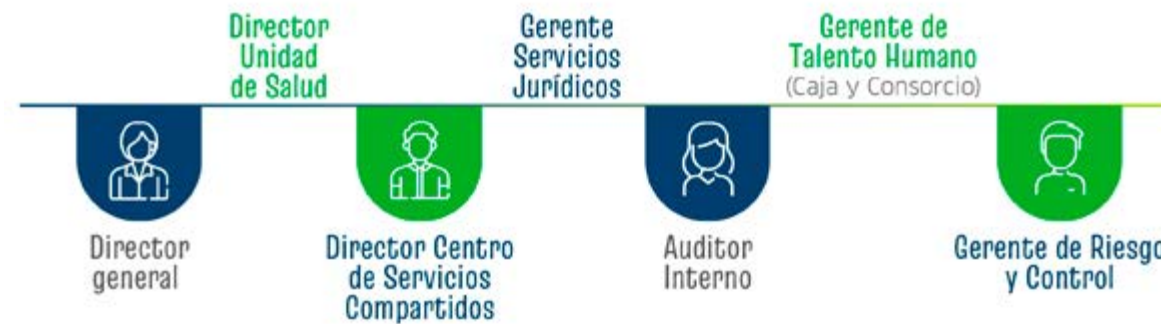 Director
Unidad
de Salud
Gerente
Servicios
Jurídicos
Gerente de
Talento Humano
(Caja y Consorcio)
Director
general
Director Centro
de Servicios
Compartidos
Auditor
Interno
Gerente de Riesgo
y Control